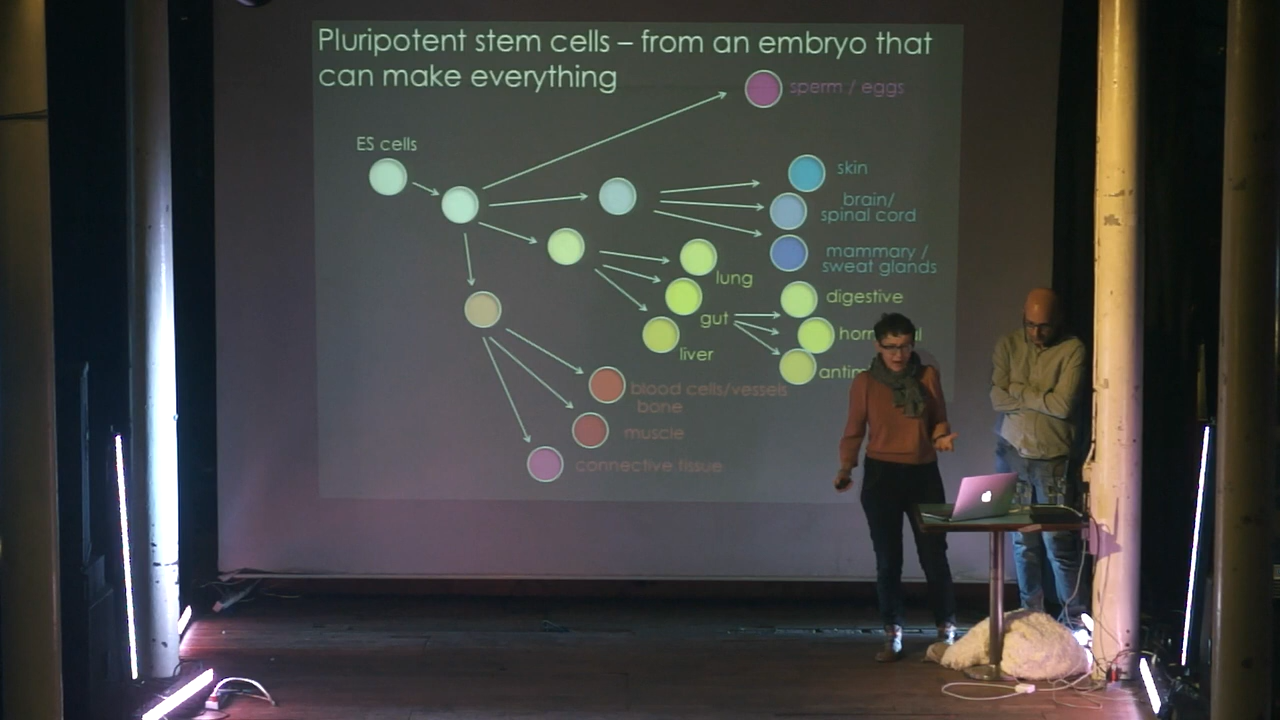 Pluripotent stem cells – from an embryo that
can make everything
sperm / eggs
ES cells
skin
brain/
spinal cord
mammary /
sweat glands
lung
digestive
gut
liver
blood cells/vessels
bone
muscle
connective tissue